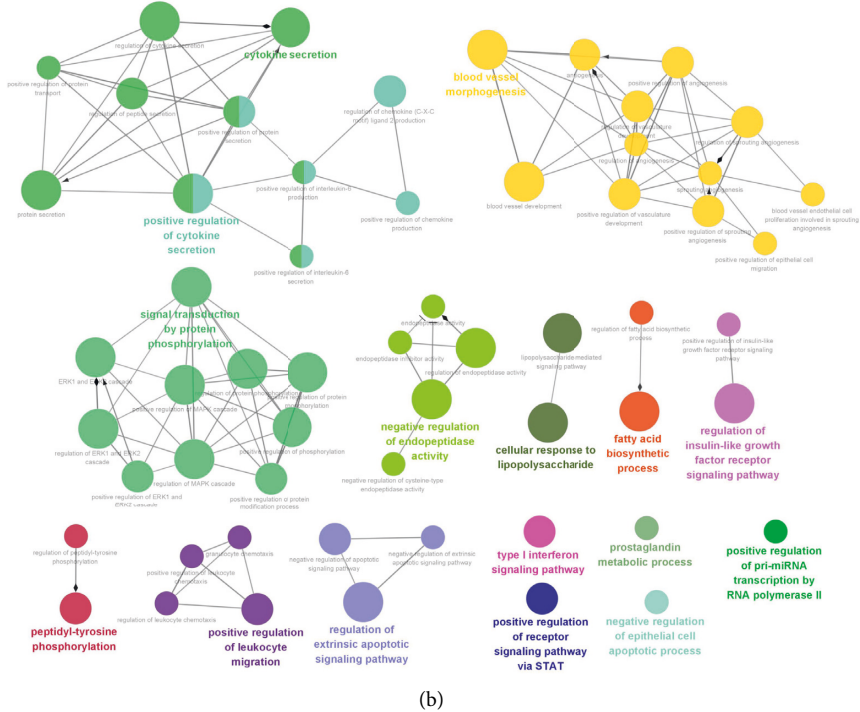 regulation of cytokine secretion
cytokine secretion
positive regulation of protein
transport
regulation of peptide secretion
positive regulation of protein
secretion
regulation of chemokine (C-X-C
motif) ligand 2 production
protein secretion
positive regulation of interleukin-6
production
positive regulation
of cytokine
secretion
positive regulation of chemokine
production
positive regulation of interleukin-8
secretion
blood vessel
morphogenesis
angiogenesis
positive regulation of angiogenesis
regulation of vasculature
development
regulation of sprouting angiogenesis
regulation of angiogenesis
blood vessel development
sprouting angiogenesis
positive regulation of vasculature
development
blood vessel endothelial cell
proliferation involved in sprouting
angiogenesis
positive regulation of sprouting
angiogenesis
positive regulation of epithelial cell
migration
signal transduction
by protein
phosphorylation
ERK1 and ERK2 cascade
regulation of protein phosphorylation
positive regulation of MAPK cascade
positive regulation of protein
phosphorylation
regulation of ERK1 and ERK2
cascade
positive regulation of phosphorylation
regulation of MAPK cascade
positive regulation of ERK1 and
ERK2 cascade
positive regulation of protein
modification process
endopeptidase activity
endopeptidase inhibitor activity
regulation of endopeptidase activity
negative regulation
of endopeptidase
activity
negative regulation of cysteine-type
endopeptidase activity
lipopolysaccharide-mediated
signaling pathway
cellular response to
lipopolysaccharide
regulation of fatty acid biosynthetic
process
fatty acid
biosynthetic
process
positive regulation of insulin-like
growth factor receptor signaling
pathway
regulation of
insulin-like growth
factor receptor
signaling pathway
regulation of peptidyl-tyrosine
phosphorylation
peptidyl-tyrosine
phosphorylation
granulocyte chemotaxis
positive regulation of leukocyte
chemotaxis
regulation of leukocyte chemotaxis
positive regulation
of leukocyte
migration
negative regulation of apoptotic
signaling pathway
negative regulation of extrinsic
apoptotic signaling pathway
regulation of
extrinsic apoptotic
signaling pathway
type I interferon
signaling pathway
prostaglandin
metabolic process
positive regulation
of pri-miRNA
transcription by
RNA polymerase II
positive regulation
of receptor
signaling pathway
via STAT
negative regulation
of epithelial cell
apoptotic process
(b)